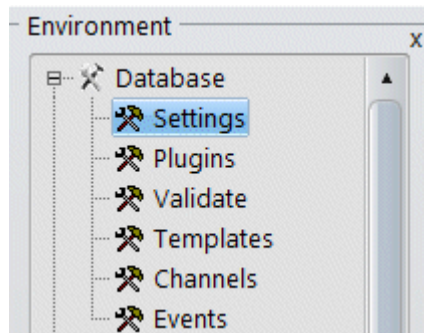 Environment
x
Database
Settings
Plugins
Validate
Templates
Channels
Events